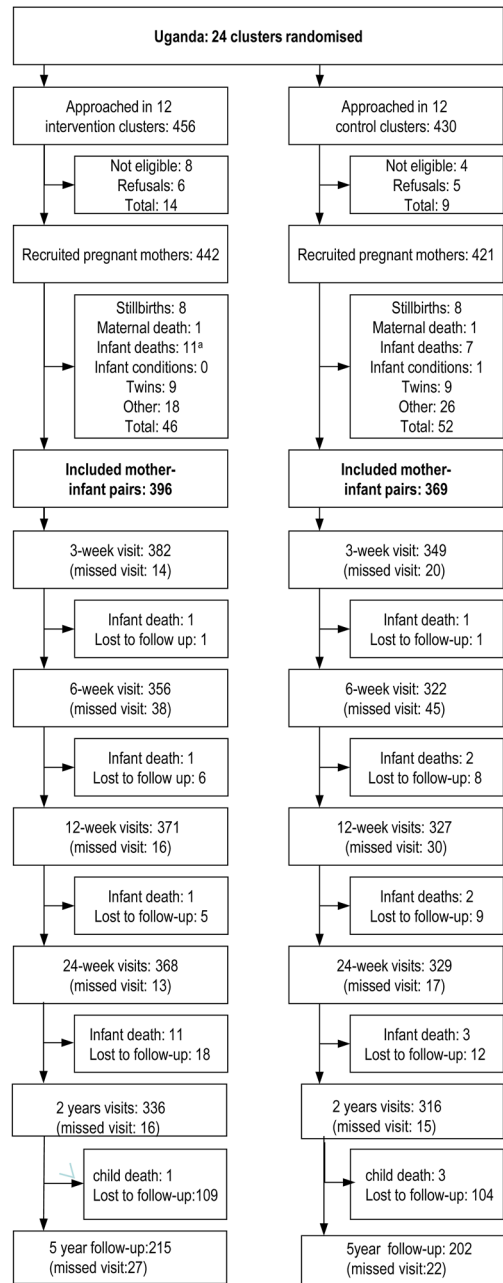 Uganda: 24 clusters randomised
Approached in 12
intervention clusters: 456
Not eligible: 8
Refusals: 6
Total: 14
Recruited pregnant mothers: 442
Stillbirths: 8
Maternal death: 1
Infant deaths: 11ᵃ
Infant conditions: 0
Twins: 9
Other: 18
Total: 46
Included mother-
infant pairs: 396
3-week visit: 382
(missed visit: 14)
Infant death: 1
Lost to follow up: 1
6-week visit: 356
(missed visit: 38)
Infant death: 1
Lost to follow up: 6
12-week visits: 371
(missed visit: 16)
Infant death: 1
Lost to follow-up: 5
24-week visits: 368
(missed visit: 13)
Infant death: 11
Lost to follow-up: 18
2 years visits: 336
(missed visit: 16)
child death: 1
Lost to follow-up:109
5 year follow-up:215
(missed visit:27)
Approached in 12
control clusters: 430
Not eligible: 4
Refusals: 5
Total: 9
Recruited pregnant mothers: 421
Stillbirths: 8
Maternal death: 1
Infant deaths: 7
Infant conditions: 1
Twins: 9
Other: 26
Total: 52
Included mother-
infant pairs: 369
3-week visit: 349
(missed visit: 20)
Infant death: 1
Lost to follow-up: 1
6-week visit: 322
(missed visit: 45)
Infant deaths: 2
Lost to follow-up: 8
12-week visits: 327
(missed visit: 30)
Infant deaths: 2
Lost to follow-up: 9
24-week visits: 329
(missed visit: 17)
Infant death: 3
Lost to follow-up: 12
2 years visits: 316
(missed visit: 15)
child death: 3
Lost to follow-up: 104
5year follow-up: 202
(missed visit:22)